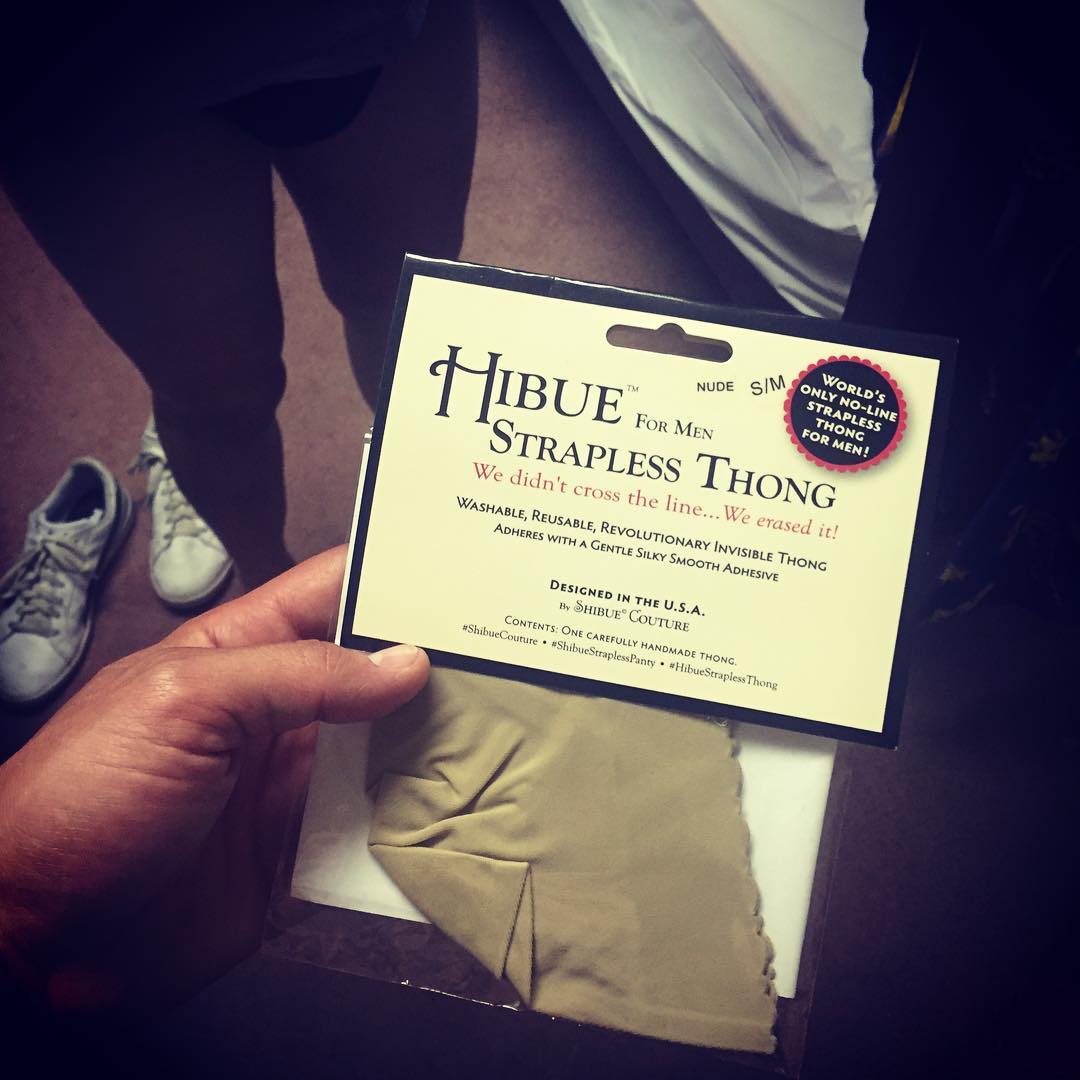 HIBUE™ FOR MEN
NUDE S/M
WORLD'S
ONLY NO-LINE
STRAPLESS
THONG
FOR MEN!
STRAPLESS THONG
We didn't cross the line...We erased it!
WASHABLE, REUSABLE, REVOLUTIONARY INVISIBLE THONG
ADHERES WITH A GENTLE SILKY SMOOTH ADHESIVE
DESIGNED IN THE U.S.A.
BY SHIBUE© COUTURE
CONTENTS: ONE CAREFULLY HANDMADE THONG.
#ShibueCouture • #ShibueStraplessPanty • #HibueStraplessThong